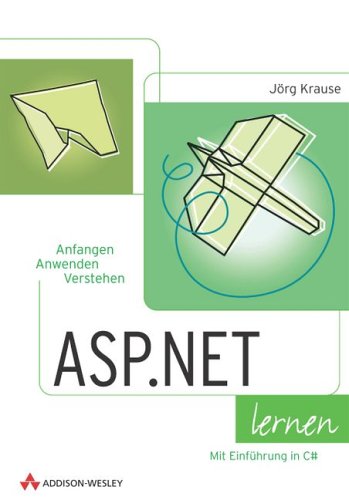 Jörg Krause
Anfangen
Anwenden
Verstehen
ASP.NET
lernen
Mit Einführung in C#
ADDISON-WESLEY